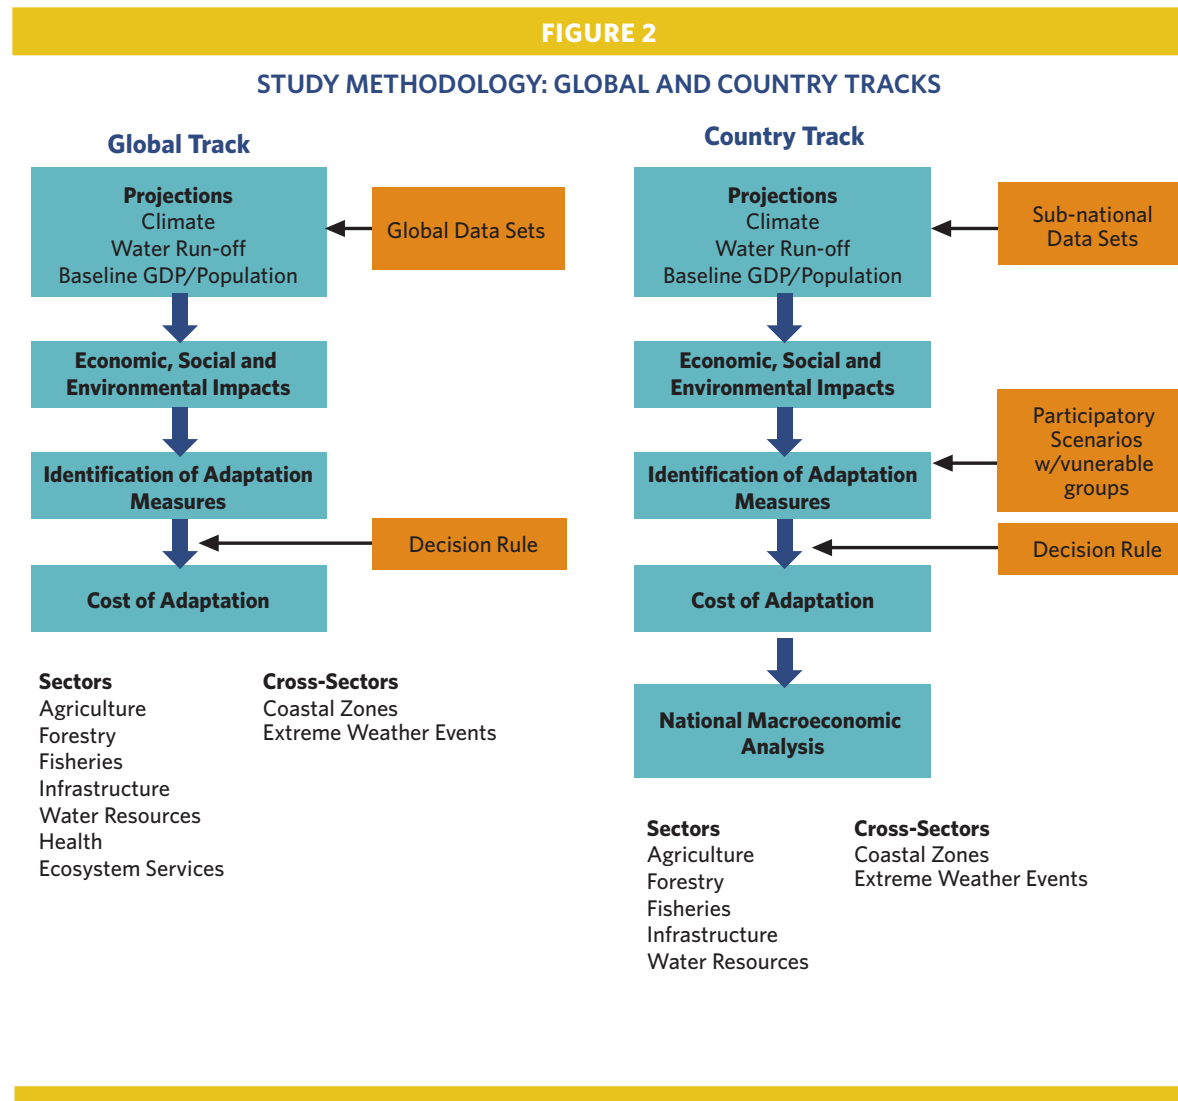 FIGURE 2
STUDY METHODOLOGY: GLOBAL AND COUNTRY TRACKS
Global Track
Projections
Climate
Water Run-off
Baseline GDP/Population
Global Data Sets
Economic, Social and
Environmental Impacts
Identification of Adaptation
Measures
Decision Rule
Cost of Adaptation
Sectors
Agriculture
Forestry
Fisheries
Infrastructure
Water Resources
Health
Ecosystem Services
Cross-Sectors
Coastal Zones
Extreme Weather Events
Country Track
Projections
Climate
Water Run-off
Baseline GDP/Population
Sub-national
Data Sets
Economic, Social and
Environmental Impacts
Participatory
Scenarios
w/vunerable
groups
Identification of Adaptation
Measures
Decision Rule
Cost of Adaptation
National Macroeconomic
Analysis
Sectors
Agriculture
Forestry
Fisheries
Infrastructure
Water Resources
Cross-Sectors
Coastal Zones
Extreme Weather Events